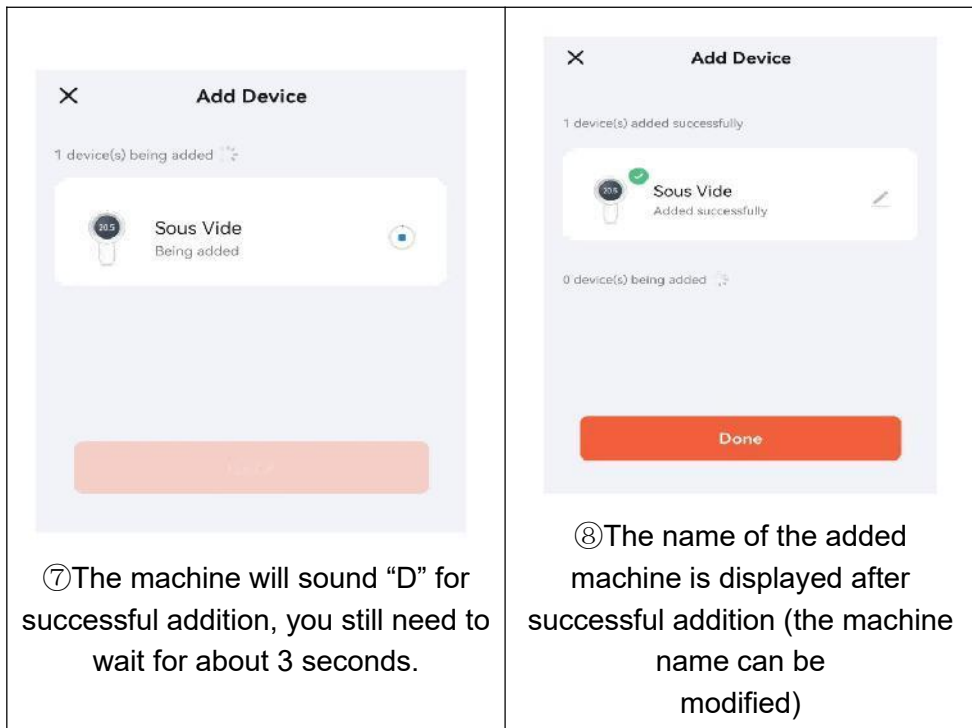 Add Device
1 device(s) being added
20.5
Sous Vide
Being added
⑦The machine will sound “D” for
successful addition, you still need to
wait for about 3 seconds.
Add Device
1 device(s) added successfully
20.5
Sous Vide
Added successfully
0 device(s) being added
Done
⑧The name of the added
machine is displayed after
successful addition (the machine
name can be
modified)